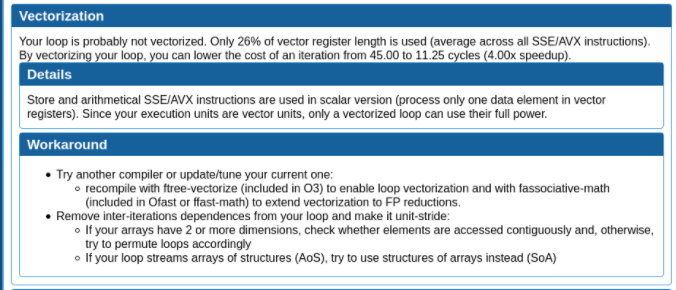 Vectorization
Your loop is probably not vectorized. Only 26% of vector register length is used (average across all SSE/AVX instructions).
By vectorizing your loop, you can lower the cost of an iteration from 45.00 to 11.25 cycles (4.00x speedup).
Details
Store and arithmetical SSE/AVX instructions are used in scalar version (process only one data element in vector
registers). Since your execution units are vector units, only a vectorized loop can use their full power.
Workaround
• Try another compiler or update/tune your current one:
◦ recompile with ftree-vectorize (included in O3) to enable loop vectorization and with fassociative-math
(included in Ofast or ffast-math) to extend vectorization to FP reductions.
• Remove inter-iterations dependences from your loop and make it unit-stride:
◦ If your arrays have 2 or more dimensions, check whether elements are accessed contiguously and, otherwise,
try to permute loops accordingly
◦ If your loop streams arrays of structures (AoS), try to use structures of arrays instead (SoA)